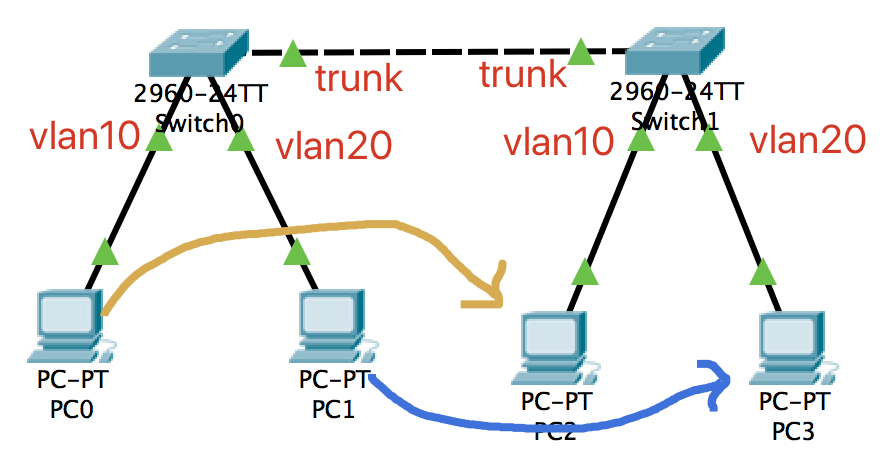 trunk
trunk
2960-24TT
Switch0
2960-24TT
Switch1
vlan10
vlan20
vlan10
vlan20
PC-PT
PC0
PC-PT
PC1
PC-PT
PC2
PC-PT
PC3